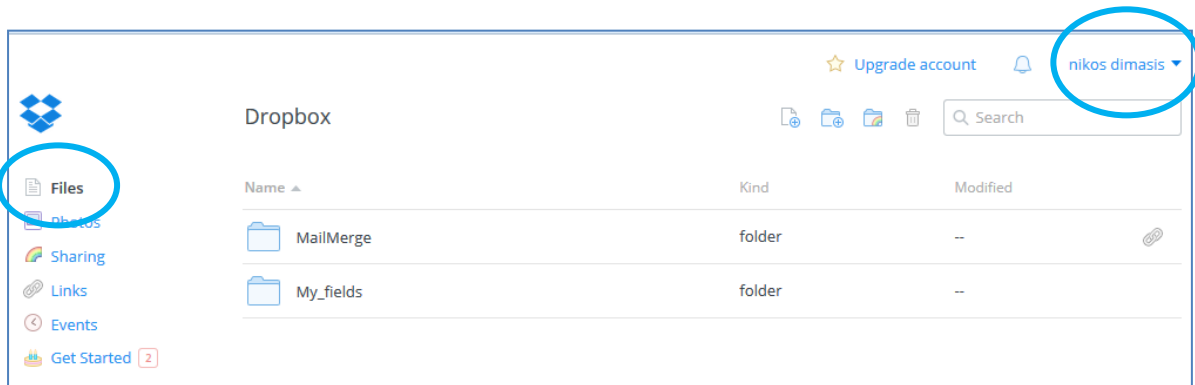 Upgrade account nikos dimasis
Dropbox Search
Files
Photos
Sharing
Links
Events
Get Started 2
Name Kind Modified
MailMerge folder --
My_fields folder --